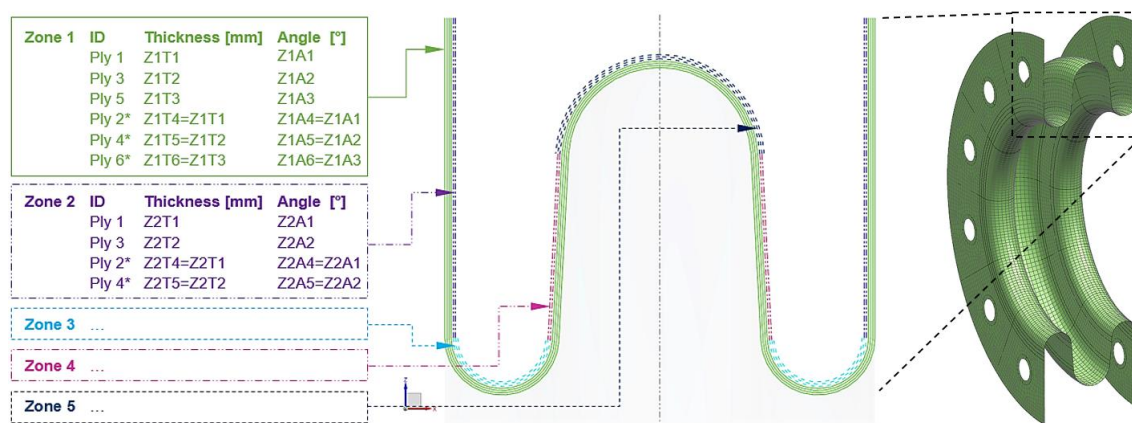 Zone 1 ID Thickness [mm] Angle [°]
Ply 1 Z1T1 Z1A1
Ply 3 Z1T2 Z1A2
Ply 5 Z1T3 Z1A3
Ply 2* Z1T4=Z1T1 Z1A4=Z1A1
Ply 4* Z1T5=Z1T2 Z1A5=Z1A2
Ply 6* Z1T6=Z1T3 Z1A6=Z1A3
Zone 2 ID Thickness [mm] Angle [°]
Ply 1 Z2T1 Z2A1
Ply 3 Z2T2 Z2A2
Ply 2* Z2T4=Z2T1 Z2A4=Z2A1
Ply 4* Z2T5=Z2T2 Z2A5=Z2A2
Zone 3 ...
Zone 4 ...
Zone 5 ...
Z
X